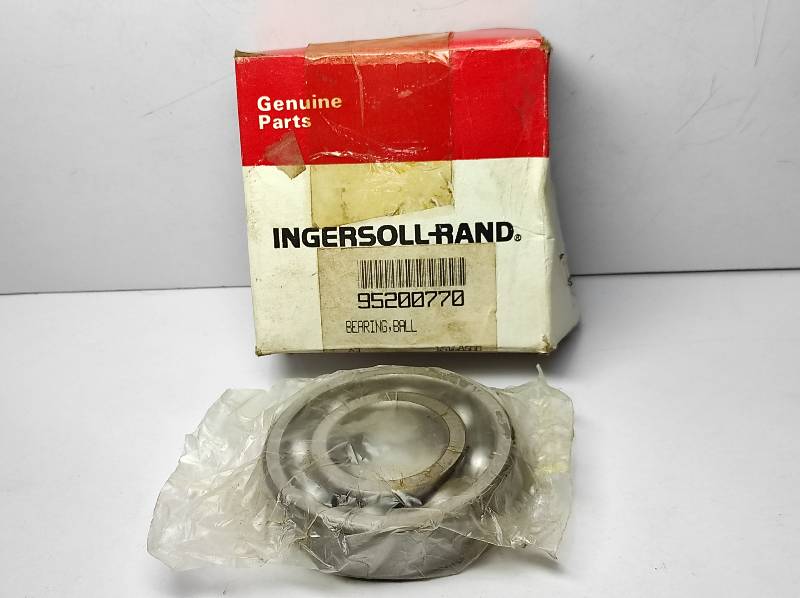 Genuine
Parts
INGERSOLL-RAND®
95200770
BEARING,BALL